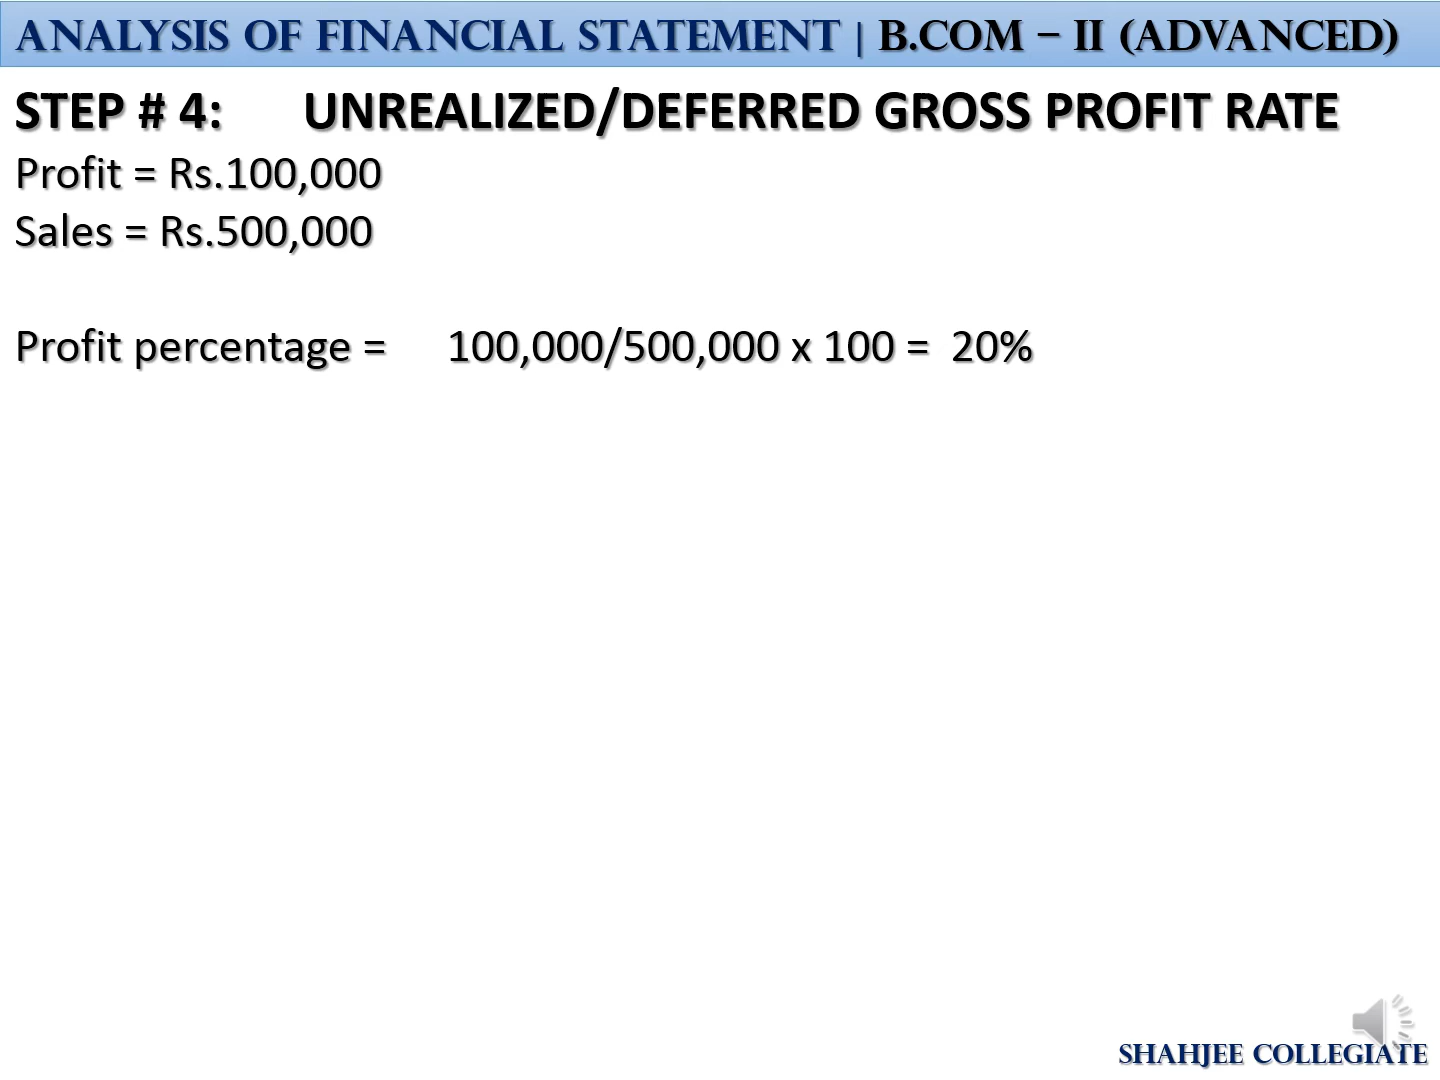 ANALYSIS OF FINANCIAL STATEMENT | B.COM – II (ADVANCED)
STEP # 4: UNREALIZED/DEFERRED GROSS PROFIT RATE
Profit = Rs.100,000
Sales = Rs.500,000
Profit percentage = 100,000/500,000 x 100 = 20%
SHAHJEE COLLEGIATE